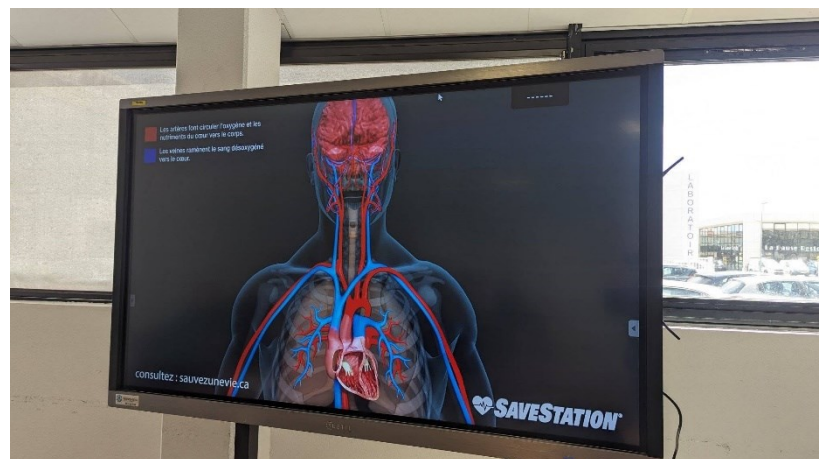 Les artères font circuler l'oxygène et les
nutriments du cœur vers le corps.
Les veines ramènent le sang désoxygéné
vers le cœur.
------
consultez : sauvezunevie.ca
SAVESTATION
LABORATOIR